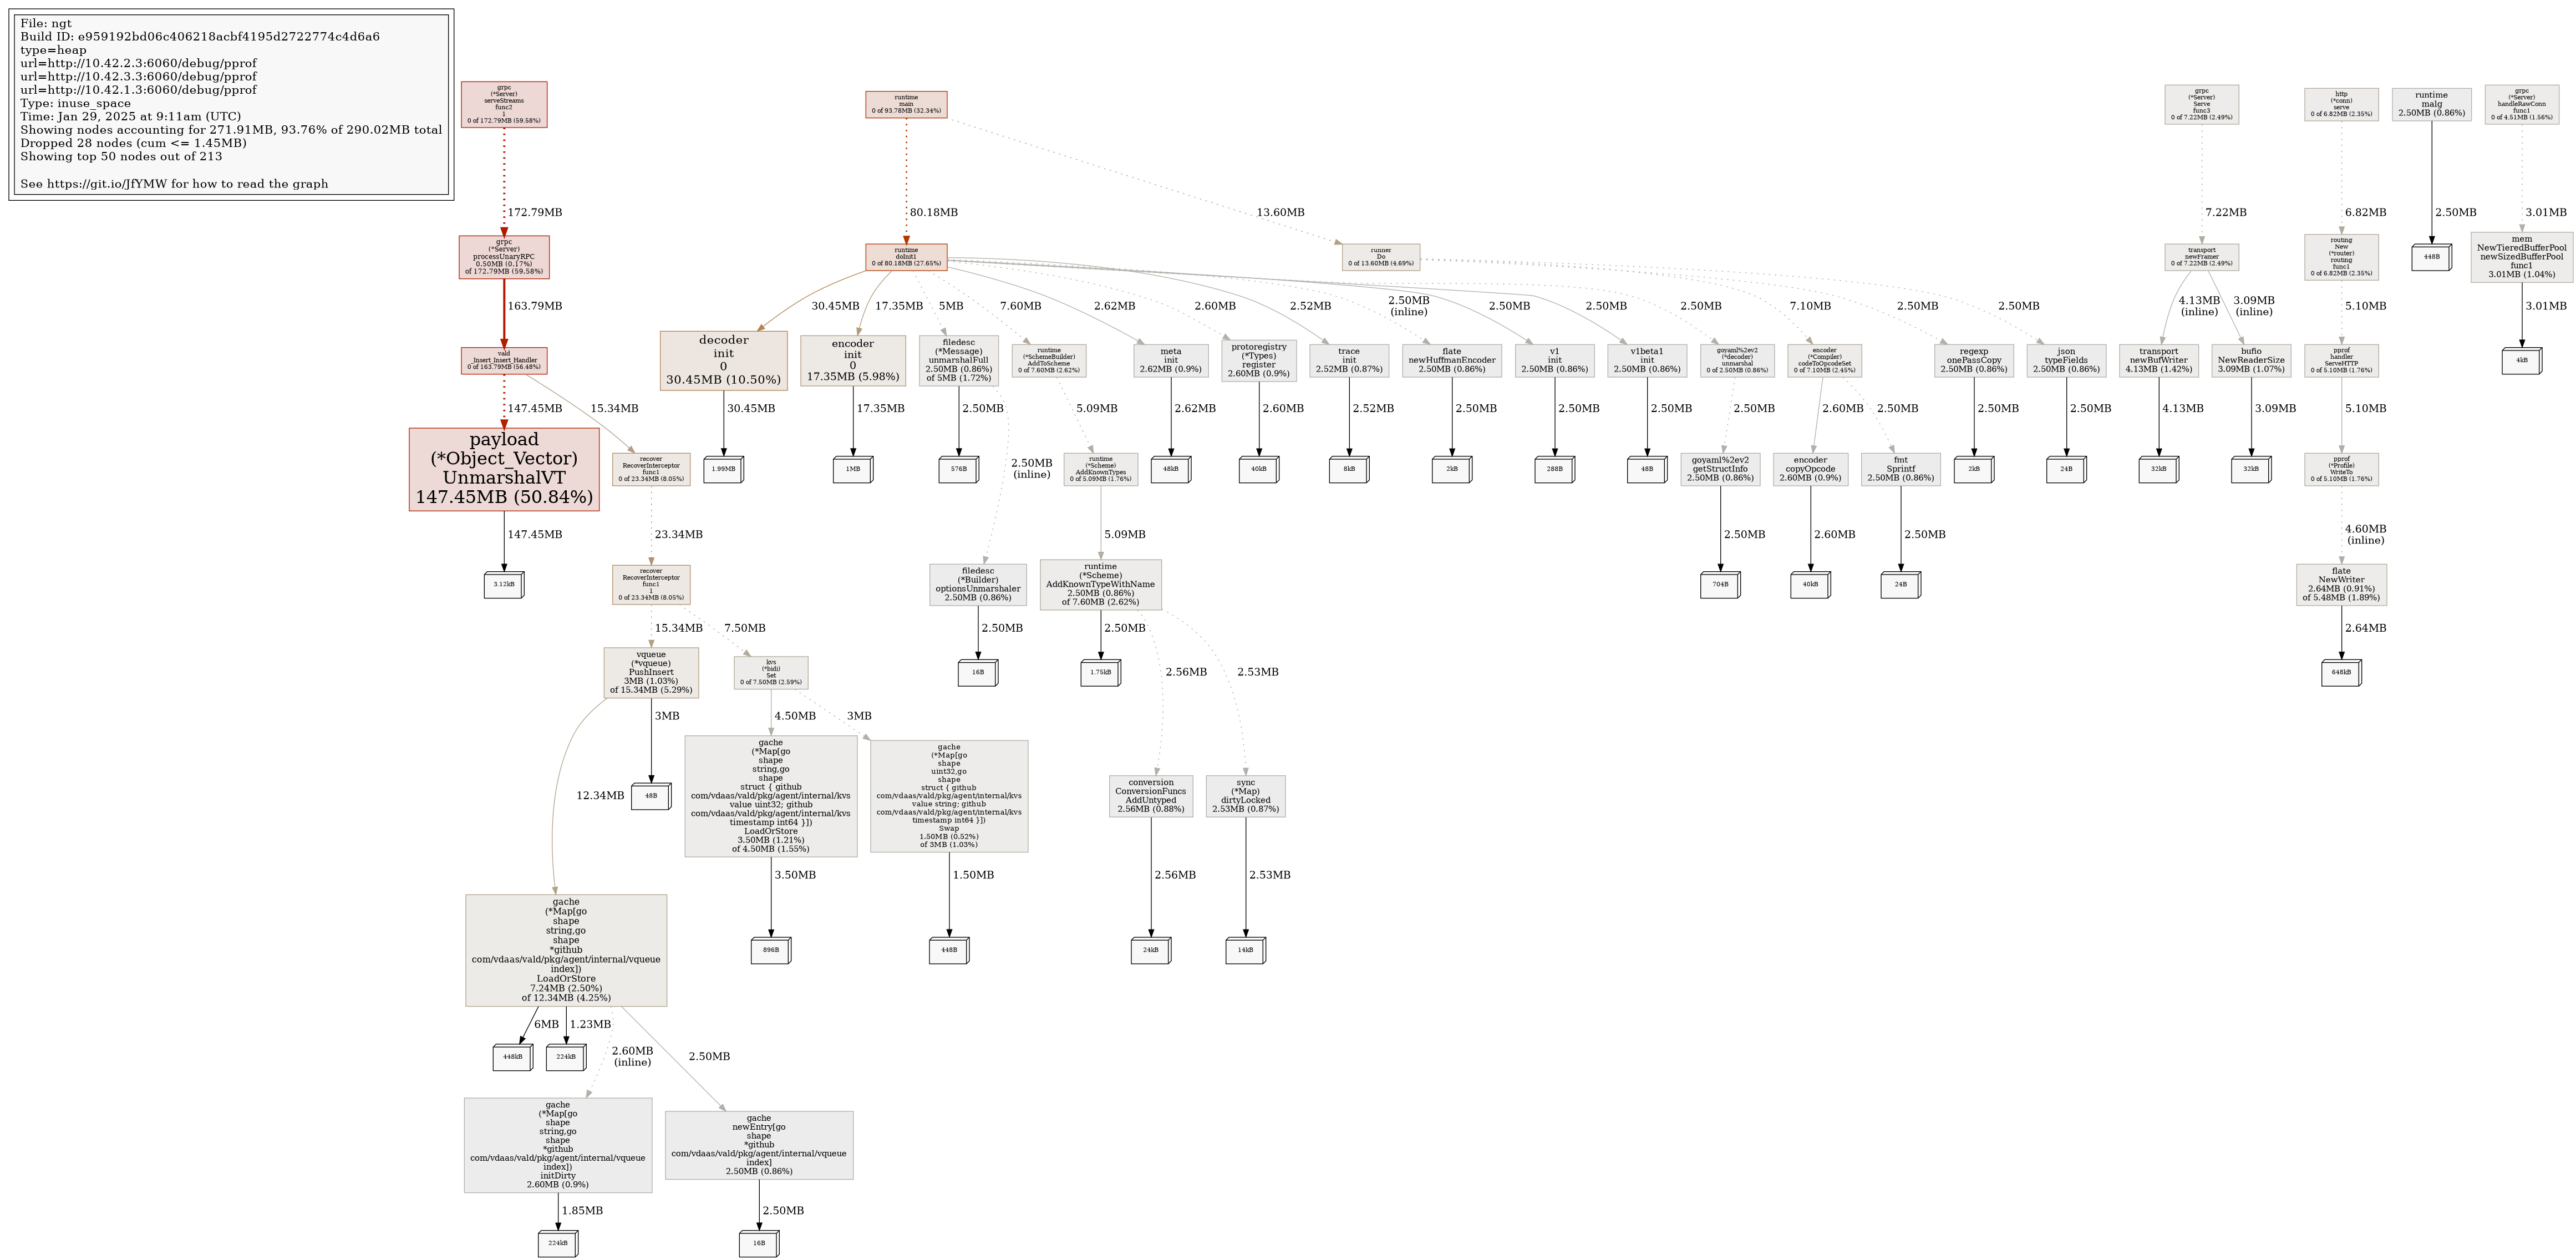 File: ngt
Build ID: e959192bd06c406218acbf4195d2722774c4d6a6
type=heap
url=http://10.42.2.3:6060/debug/pprof
url=http://10.42.3.3:6060/debug/pprof
url=http://10.42.1.3:6060/debug/pprof
Type: inuse_space
Time: Jan 29, 2025 at 9:11am (UTC)
Showing nodes accounting for 271.91MB, 93.76% of 290.02MB total
Dropped 28 nodes (cum <= 1.45MB)
Showing top 50 nodes out of 213
See https://git.io/JfYMW for how to read the graph
grpc
(*Server)
serveStreams
func2
1
0 of 172.79MB (59.58%)
runtime
main
0 of 93.78MB (32.34%)
grpc
(*Server)
Serve
func3
0 of 7.22MB (2.49%)
http
(*conn)
serve
0 of 6.82MB (2.35%)
runtime
malg
2.50MB (0.86%)
grpc
(*Server)
handleRawConn
func1
0 of 4.51MB (1.56%)
172.79MB
80.18MB
13.60MB
7.22MB
6.82MB
2.50MB
3.01MB
grpc
(*Server)
processUnaryRPC
0.50MB (0.17%)
of 172.79MB (59.58%)
runtime
doInit1
0 of 80.18MB (27.65%)
runner
Do
0 of 13.60MB (4.69%)
transport
newFramer
0 of 7.22MB (2.49%)
routing
New
(*router)
routing
func1
0 of 6.82MB (2.35%)
448B
mem
NewTieredBufferPool
newSizedBufferPool
func1
3.01MB (1.04%)
163.79MB
30.45MB
17.35MB
5MB
7.60MB
2.62MB
2.60MB
2.52MB
2.50MB
(inline)
2.50MB
2.50MB
2.50MB
7.10MB
2.50MB
2.50MB
4.13MB
(inline)
3.09MB
(inline)
5.10MB
3.01MB
vald
_Insert_Insert_Handler
0 of 163.79MB (56.48%)
decoder
init
0
30.45MB (10.50%)
encoder
init
0
17.35MB (5.98%)
filedesc
(*Message)
unmarshalFull
2.50MB (0.86%)
of 5MB (1.72%)
runtime
(*SchemeBuilder)
AddToScheme
0 of 7.60MB (2.62%)
meta
init
2.62MB (0.9%)
protoregistry
(*Types)
register
2.60MB (0.9%)
trace
init
2.52MB (0.87%)
flate
newHuffmanEncoder
2.50MB (0.86%)
v1
init
2.50MB (0.86%)
v1beta1
init
2.50MB (0.86%)
goyaml%2ev2
(*decoder)
unmarshal
0 of 2.50MB (0.86%)
encoder
(*Compiler)
codeToOpcodeSet
0 of 7.10MB (2.45%)
regexp
onePassCopy
2.50MB (0.86%)
json
typeFields
2.50MB (0.86%)
transport
newBufWriter
4.13MB (1.42%)
bufio
NewReaderSize
3.09MB (1.07%)
pprof
handler
ServeHTTP
0 of 5.10MB (1.76%)
4kB
147.45MB
15.34MB
30.45MB
17.35MB
2.50MB
5.09MB
2.62MB
2.60MB
2.52MB
2.50MB
2.50MB
2.50MB
2.50MB
2.60MB
2.50MB
2.50MB
2.50MB
4.13MB
3.09MB
5.10MB
payload
(*Object_Vector)
UnmarshalVT
147.45MB (50.84%)
recover
RecoverInterceptor
func1
0 of 23.34MB (8.05%)
1.99MB
1MB
576B
2.50MB
(inline)
runtime
(*Scheme)
AddKnownTypes
0 of 5.09MB (1.76%)
48kB
40kB
8kB
2kB
288B
48B
goyaml%2ev2
getStructInfo
2.50MB (0.86%)
encoder
copyOpcode
2.60MB (0.9%)
fmt
Sprintf
2.50MB (0.86%)
2kB
24B
32kB
32kB
pprof
(*Profile)
WriteTo
0 of 5.10MB (1.76%)
147.45MB
23.34MB
5.09MB
2.50MB
2.60MB
2.50MB
4.60MB
(inline)
3.12kB
recover
RecoverInterceptor
func1
1
0 of 23.34MB (8.05%)
filedesc
(*Builder)
optionsUnmarshaler
2.50MB (0.86%)
runtime
(*Scheme)
AddKnownTypeWithName
2.50MB (0.86%)
of 7.60MB (2.62%)
704B
40kB
24B
flate
NewWriter
2.64MB (0.91%)
of 5.48MB (1.89%)
15.34MB
7.50MB
2.50MB
2.50MB
2.64MB
vqueue
(*vqueue)
PushInsert
3MB (1.03%)
of 15.34MB (5.29%)
kvs
(*bidi)
Set
0 of 7.50MB (2.59%)
16B
1.75kB
2.56MB
2.53MB
648kB
12.34MB
3MB
4.50MB
3MB
48B
gache
(*Map[go
shape
string,go
shape
struct { github
com/vdaas/vald/pkg/agent/internal/kvs
value uint32; github
com/vdaas/vald/pkg/agent/internal/kvs
timestamp int64 }])
LoadOrStore
3.50MB (1.21%)
of 4.50MB (1.55%)
gache
(*Map[go
shape
uint32,go
shape
struct { github
com/vdaas/vald/pkg/agent/internal/kvs
value string; github
com/vdaas/vald/pkg/agent/internal/kvs
timestamp int64 }])
Swap
1.50MB (0.52%)
of 3MB (1.03%)
conversion
ConversionFuncs
AddUntyped
2.56MB (0.88%)
sync
(*Map)
dirtyLocked
2.53MB (0.87%)
3.50MB
1.50MB
2.56MB
2.53MB
gache
(*Map[go
shape
string,go
shape
*github
com/vdaas/vald/pkg/agent/internal/vqueue
index])
LoadOrStore
7.24MB (2.50%)
of 12.34MB (4.25%)
896B
448B
24kB
14kB
6MB
1.23MB
2.60MB
(inline)
2.50MB
448kB
224kB
gache
(*Map[go
shape
string,go
shape
*github
com/vdaas/vald/pkg/agent/internal/vqueue
index])
initDirty
2.60MB (0.9%)
gache
newEntry[go
shape
*github
com/vdaas/vald/pkg/agent/internal/vqueue
index]
2.50MB (0.86%)
1.85MB
2.50MB
224kB
16B